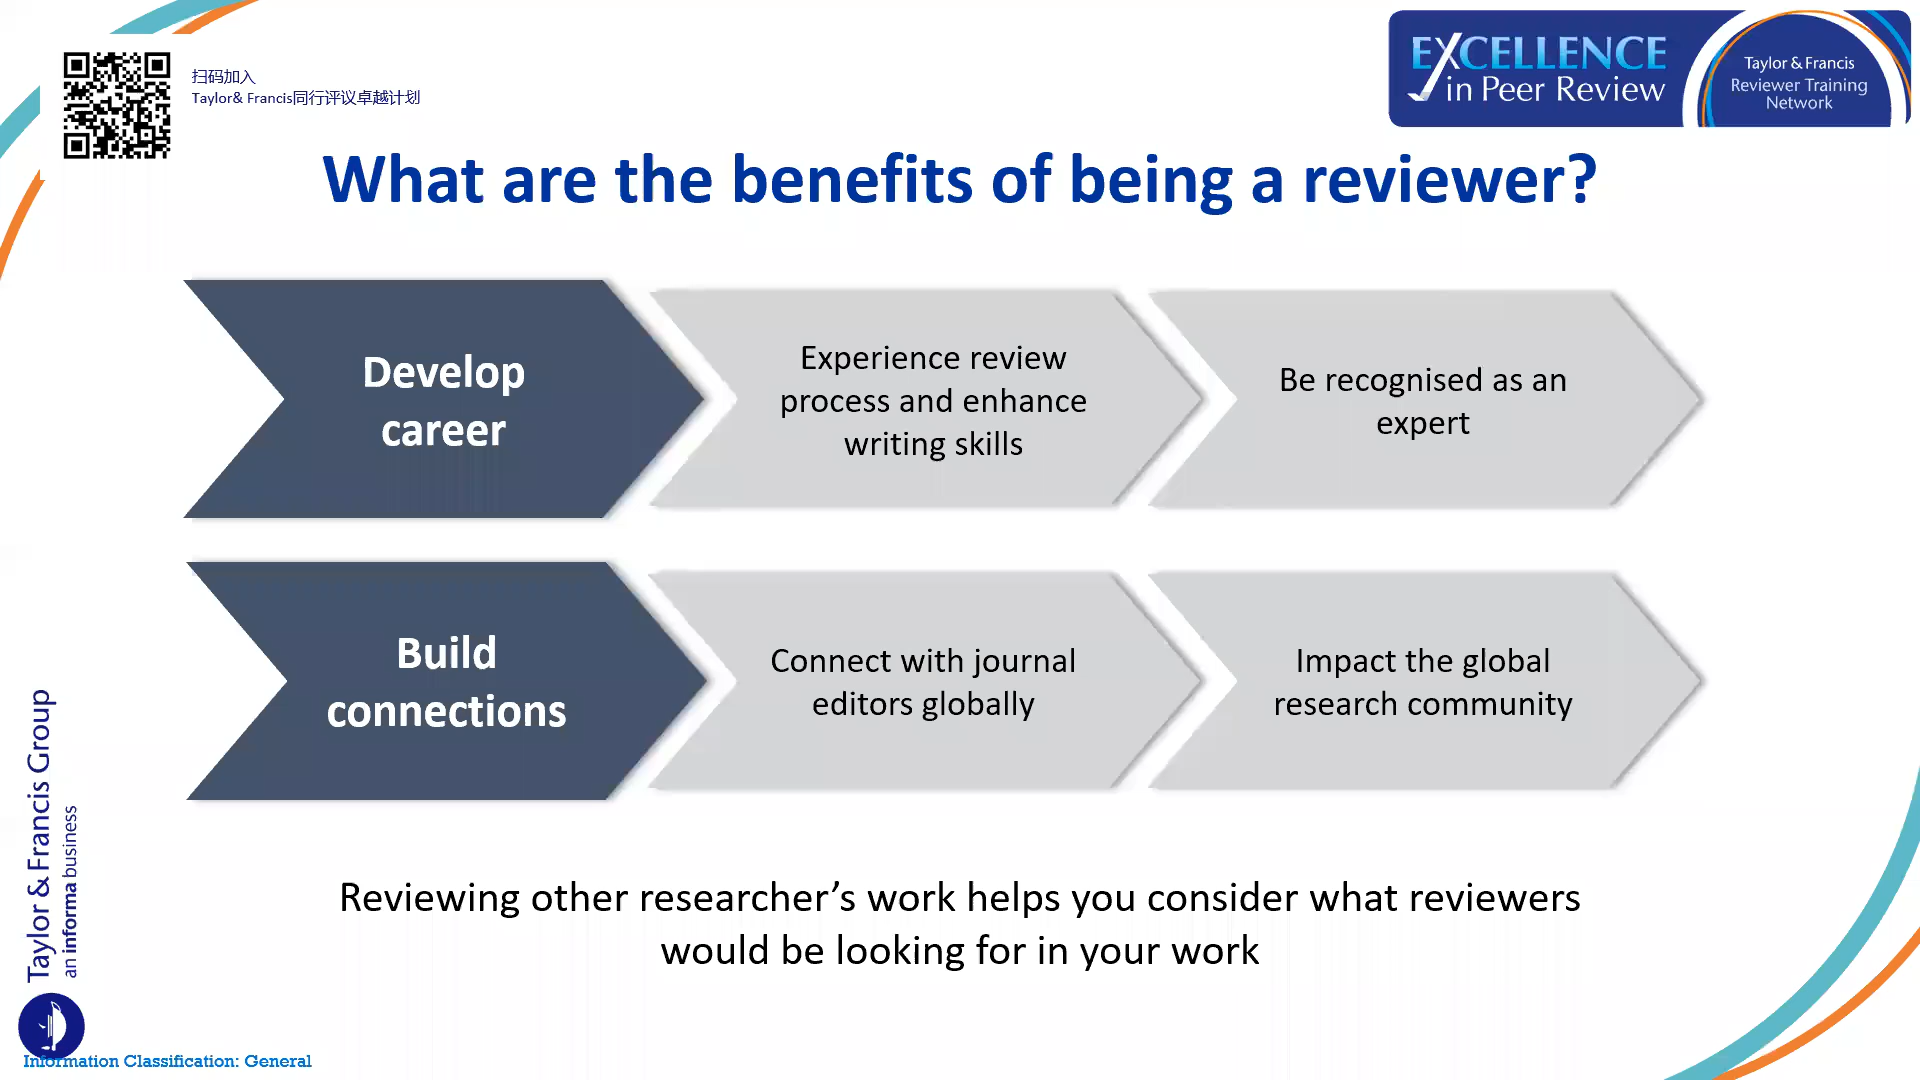 扫码加入
Taylor& Francis同行评议卓越计划
EXCELLENCE
in Peer Review
Taylor & Francis
Reviewer Training
Network
What are the benefits of being a reviewer?
Develop
career
Experience review
process and enhance
writing skills
Be recognised as an
expert
Build
connections
Connect with journal
editors globally
Impact the global
research community
Reviewing other researcher’s work helps you consider what reviewers
would be looking for in your work
Taylor & Francis Group
an informa business
Information Classification: General